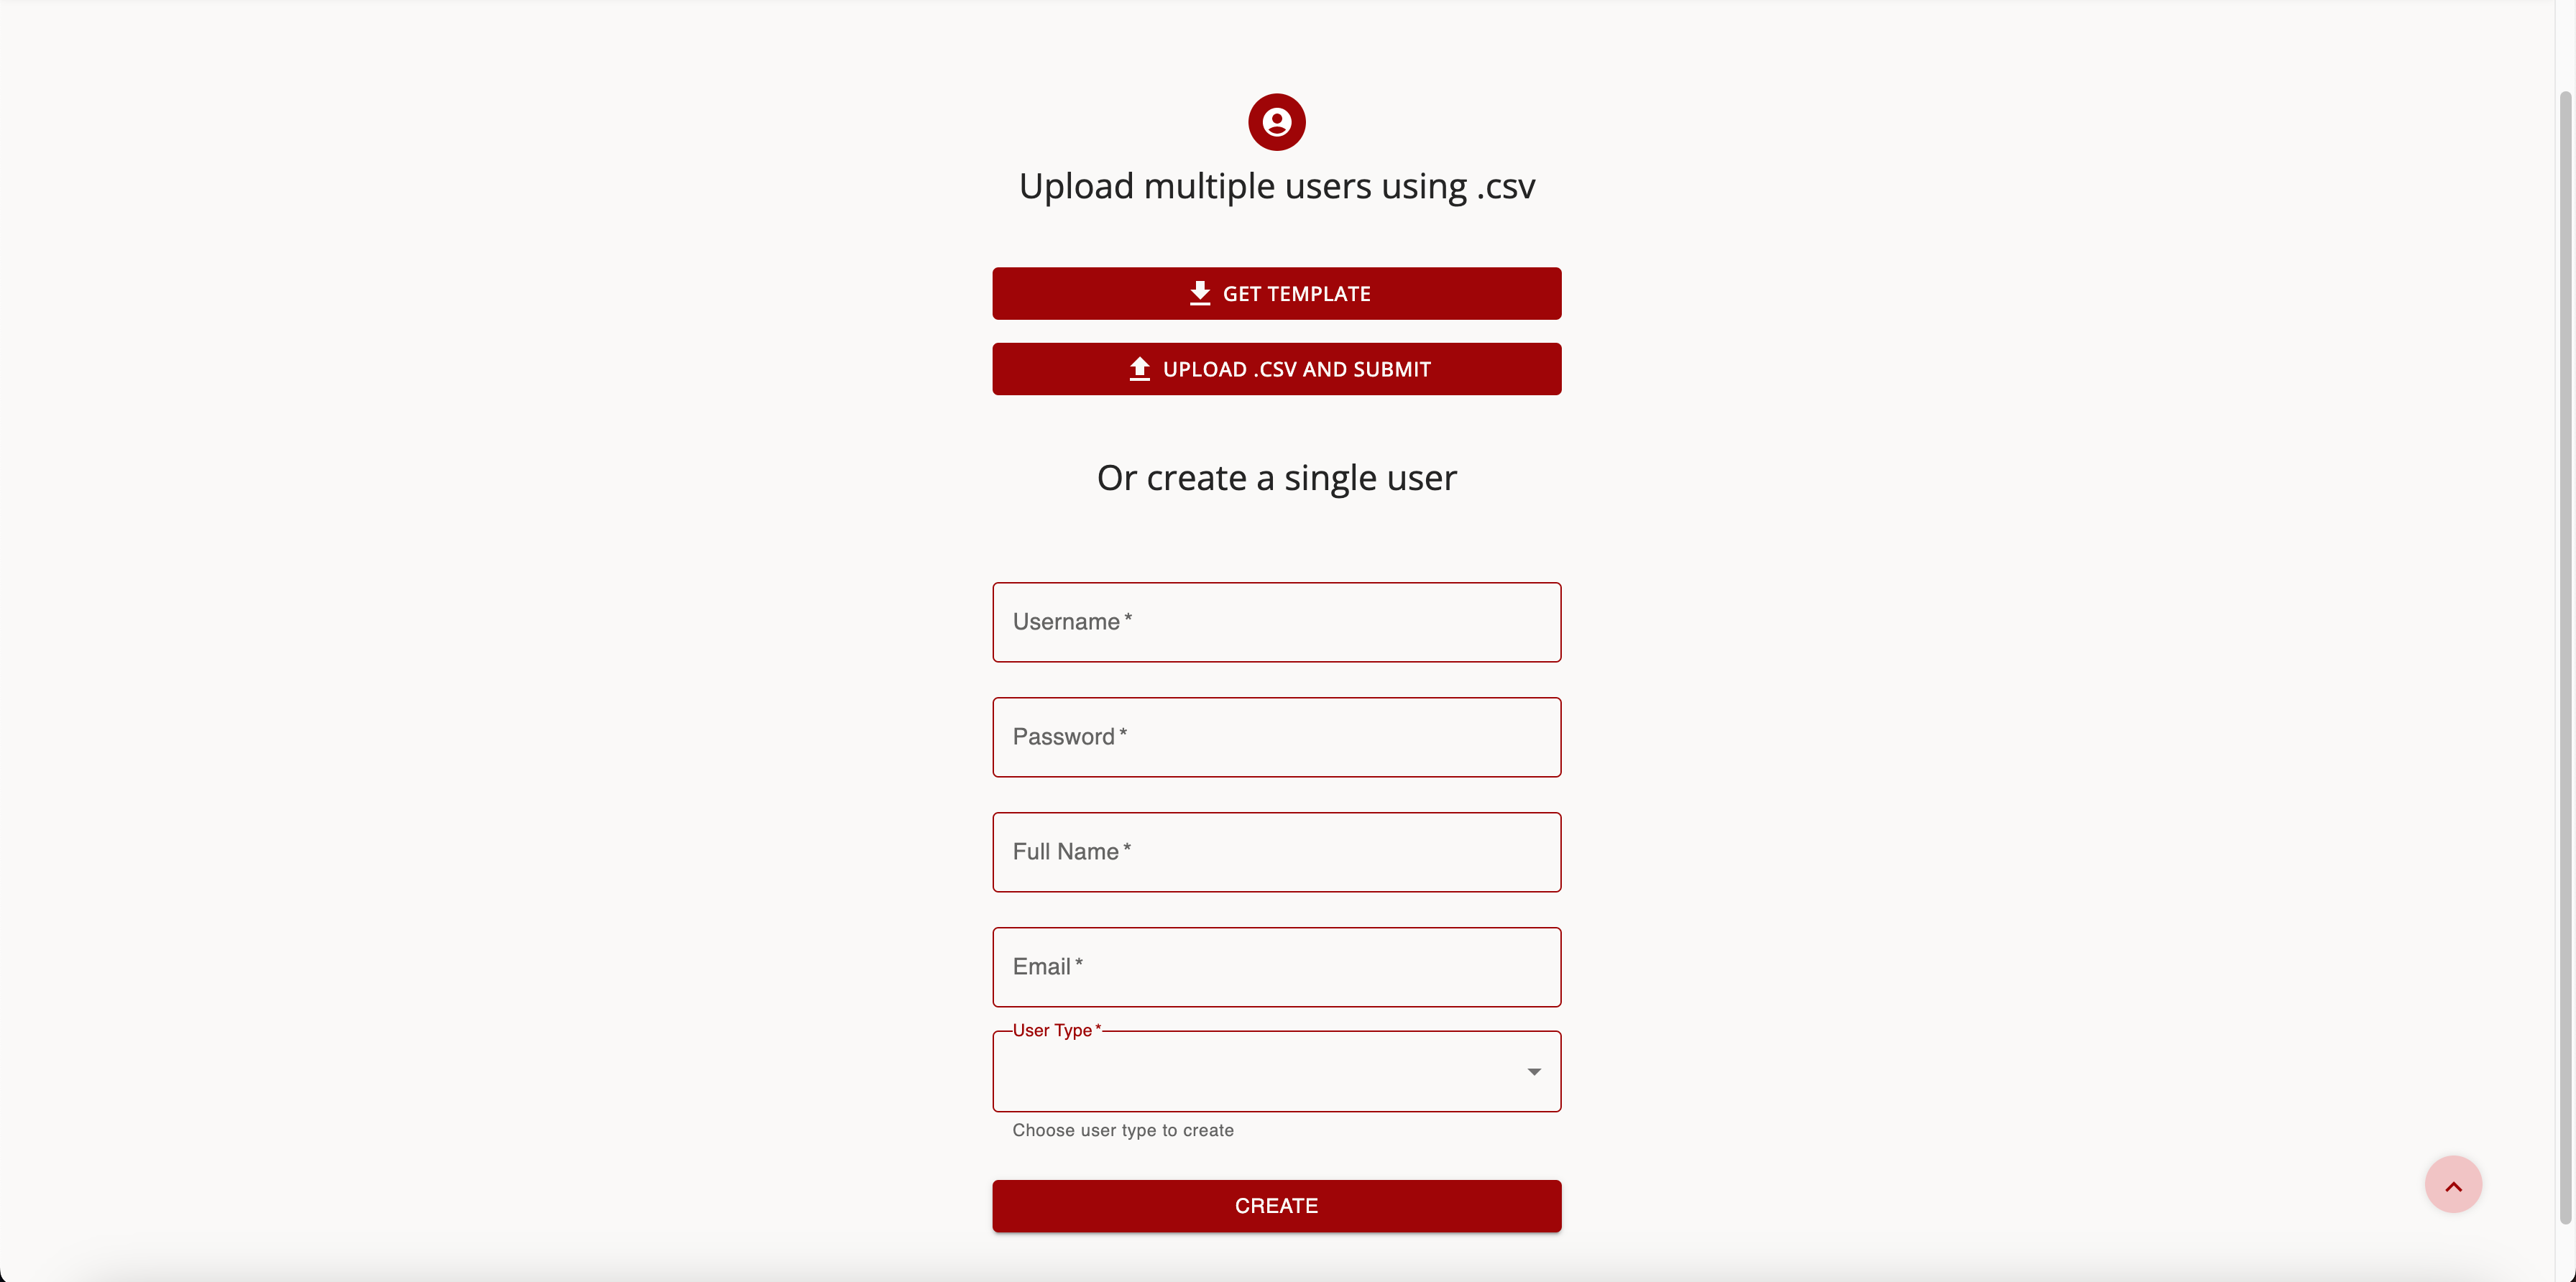 Upload multiple users using .csv
GET TEMPLATE
UPLOAD .CSV AND SUBMIT
Or create a single user
Username *
Password *
Full Name *
Email *
User Type *
Choose user type to create
CREATE